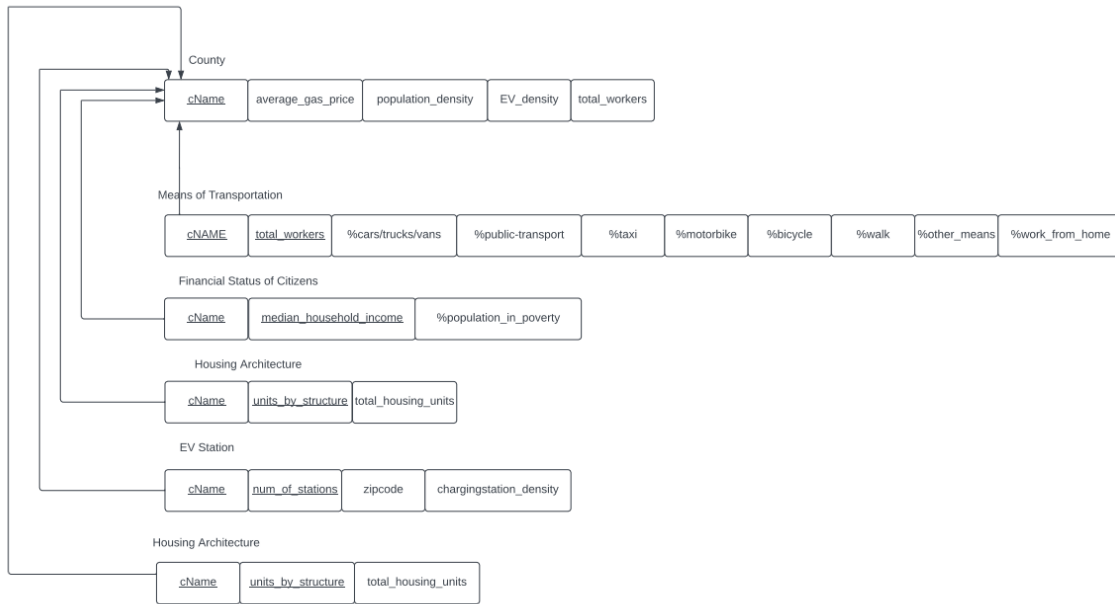 County
cName average_gas_price population_density EV_density total_workers
Means of Transportation
cNAME total_workers %cars/trucks/vans %public-transport %taxi %motorbike %bicycle %walk %other_means %work_from_home
Financial Status of Citizens
cName median_household_income %population_in_poverty
Housing Architecture
cName units_by_structure total_housing_units
EV Station
cName num_of_stations zipcode chargingstation_density
Housing Architecture
cName units_by_structure total_housing_units